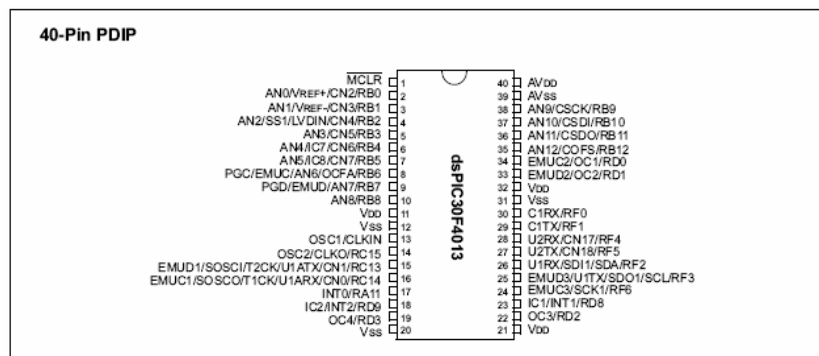 40-Pin PDIP
MCLR 1
AN0/VREF+/CN2/RB0 2
AN1/VREF-/CN3/RB1 3
AN2/SS1/LVDIN/CN4/RB2 4
AN3/CN5/RB3 5
AN4/IC7/CN6/RB4 6
AN5/IC8/CN7/RB5 7
PGC/EMUC/AN6/OCFA/RB6 8
PGD/EMUD/AN7/RB7 9
AN8/RB8 10
VDD 11
VSS 12
OSC1/CLKIN 13
OSC2/CLKO/RC15 14
EMUD1/SOSCI/T2CK/U1ATX/CN1/RC13 15
EMUC1/SOSCO/T1CK/U1ARX/CN0/RC14 16
INT0/RA11 17
IC2/INT2/RD9 18
OC4/RD3 19
VSS 20
dsPIC30F4013
40 AVDD
39 AVSS
38 AN9/CSCK/RB9
37 AN10/CSDI/RB10
36 AN11/CSDO/RB11
35 AN12/COFS/RB12
34 EMUC2/OC1/RD0
33 EMUD2/OC2/RD1
32 VDD
31 VSS
30 C1RX/RF0
29 C1TX/RF1
28 U2RX/CN17/RF4
27 U2TX/CN18/RF5
26 U1RX/SDI1/SDA/RF2
25 EMUD3/U1TX/SDO1/SCL/RF3
24 EMUC3/SCK1/RF6
23 IC1/INT1/RD8
22 OC3/RD2
21 VDD